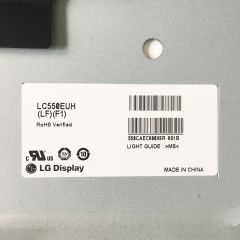 LC550EUH
(LF)(F1)
RoHS Verified
LIGHT GUIDE : >MS<
LG Display
MADE IN CHINA